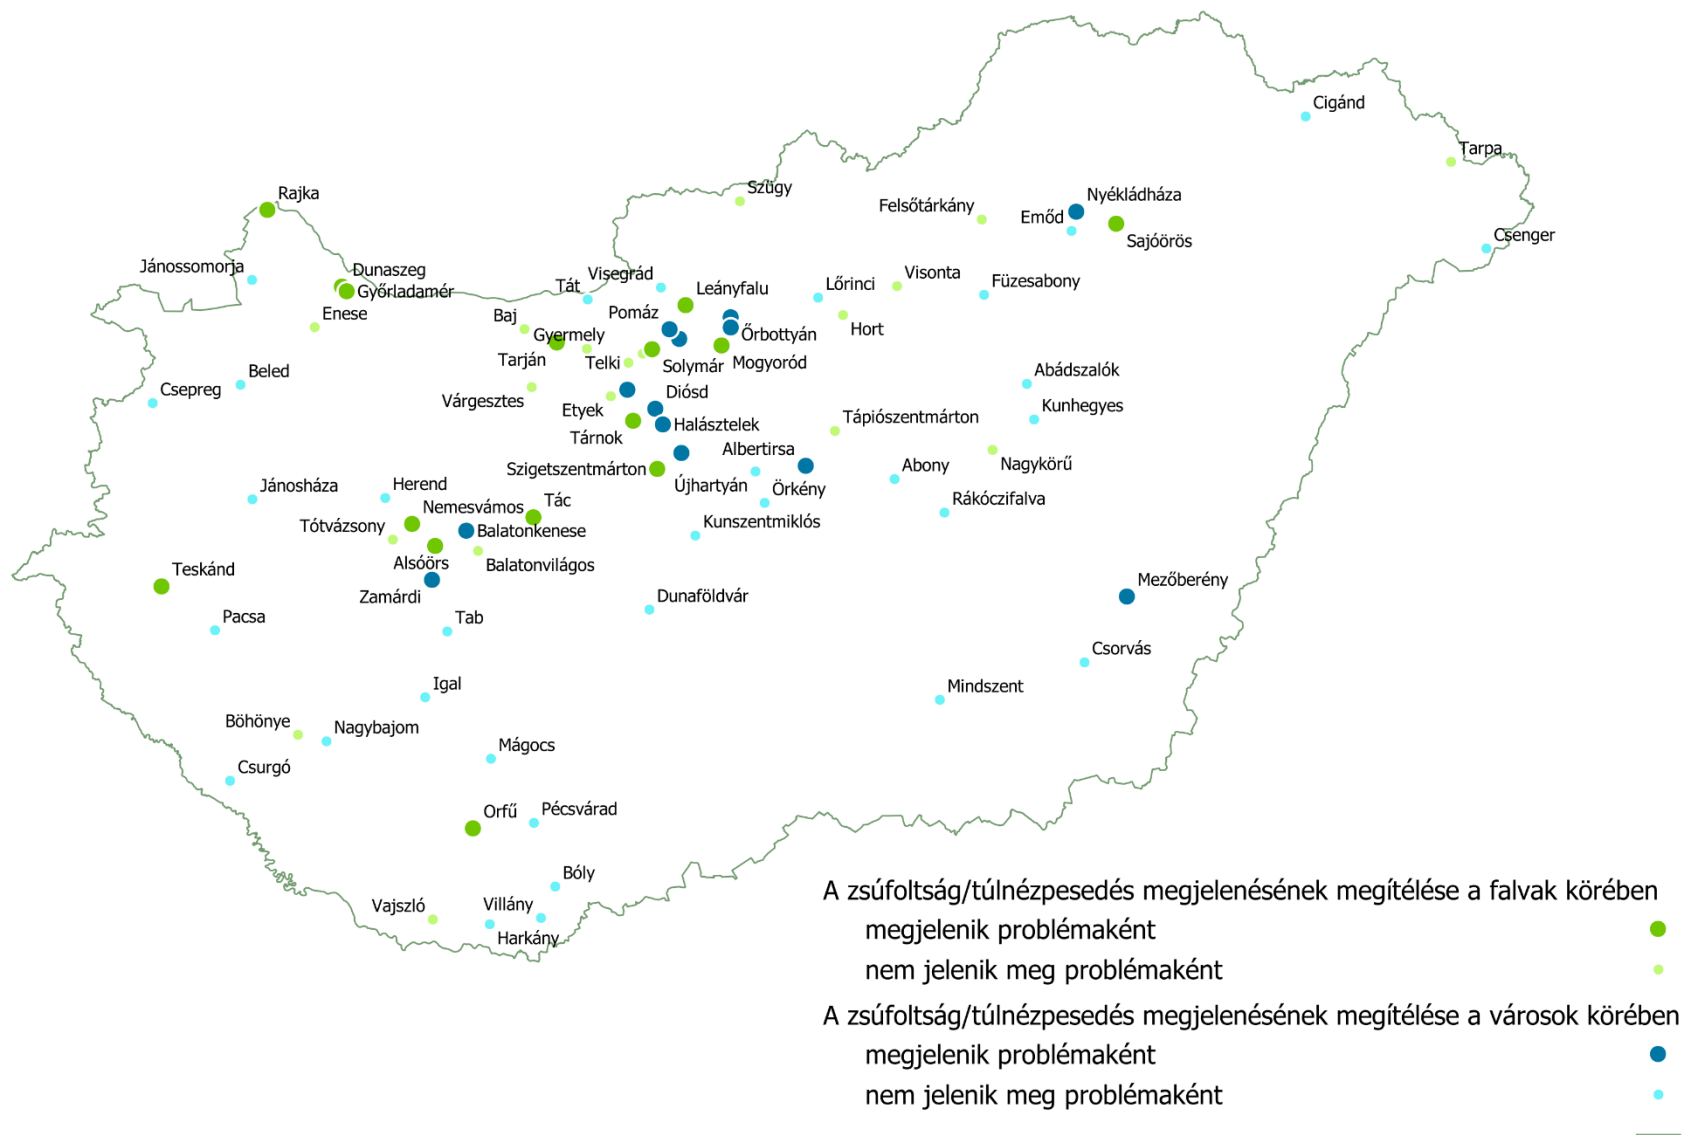 Cigánd
Tarpa
Szügy
Rajka
Nyékládháza
Felsőtárkány
Emőd
Sajóörös
Csenger
Jánossomorja
Dunaszeg
Visegrád
Tát
Lőrinci
Visonta
Füzesabony
Győrladamér
Leányfalu
Enese
Baj
Pomáz
Gyermely
Őrbottyán
Hort
Tarján
Telki
Solymár
Mogyoród
Beled
Abádszalók
Csepreg
Várgesztes
Diósd
Etyek
Kunhegyes
Tárnok
Halásztelek
Tápiószentmárton
Albertirsa
Szigetszentmárton
Abony
Nagykörű
Jánosháza
Herend
Újhartyán
Örkény
Nemesvámos
Tác
Rákóczifalva
Tótvázsony
Balatonkenese
Kunszentmiklós
Alsóörs
Balatonvilágos
Teskánd
Zamárdi
Mezőberény
Dunaföldvár
Pacsa
Tab
Csorvás
Igal
Mindszent
Böhönye
Nagybajom
Mágocs
Csurgó
Orfű
Pécsvárad
Bóly
Vajszló
Villány
Harkány
A zsúfoltság/túlnézpesedés megjelenésének megítélése a falvak körében
megjelenik problémaként
nem jelenik meg problémaként
A zsúfoltság/túlnézpesedés megjelenésének megítélése a városok körében
megjelenik problémaként
nem jelenik meg problémaként